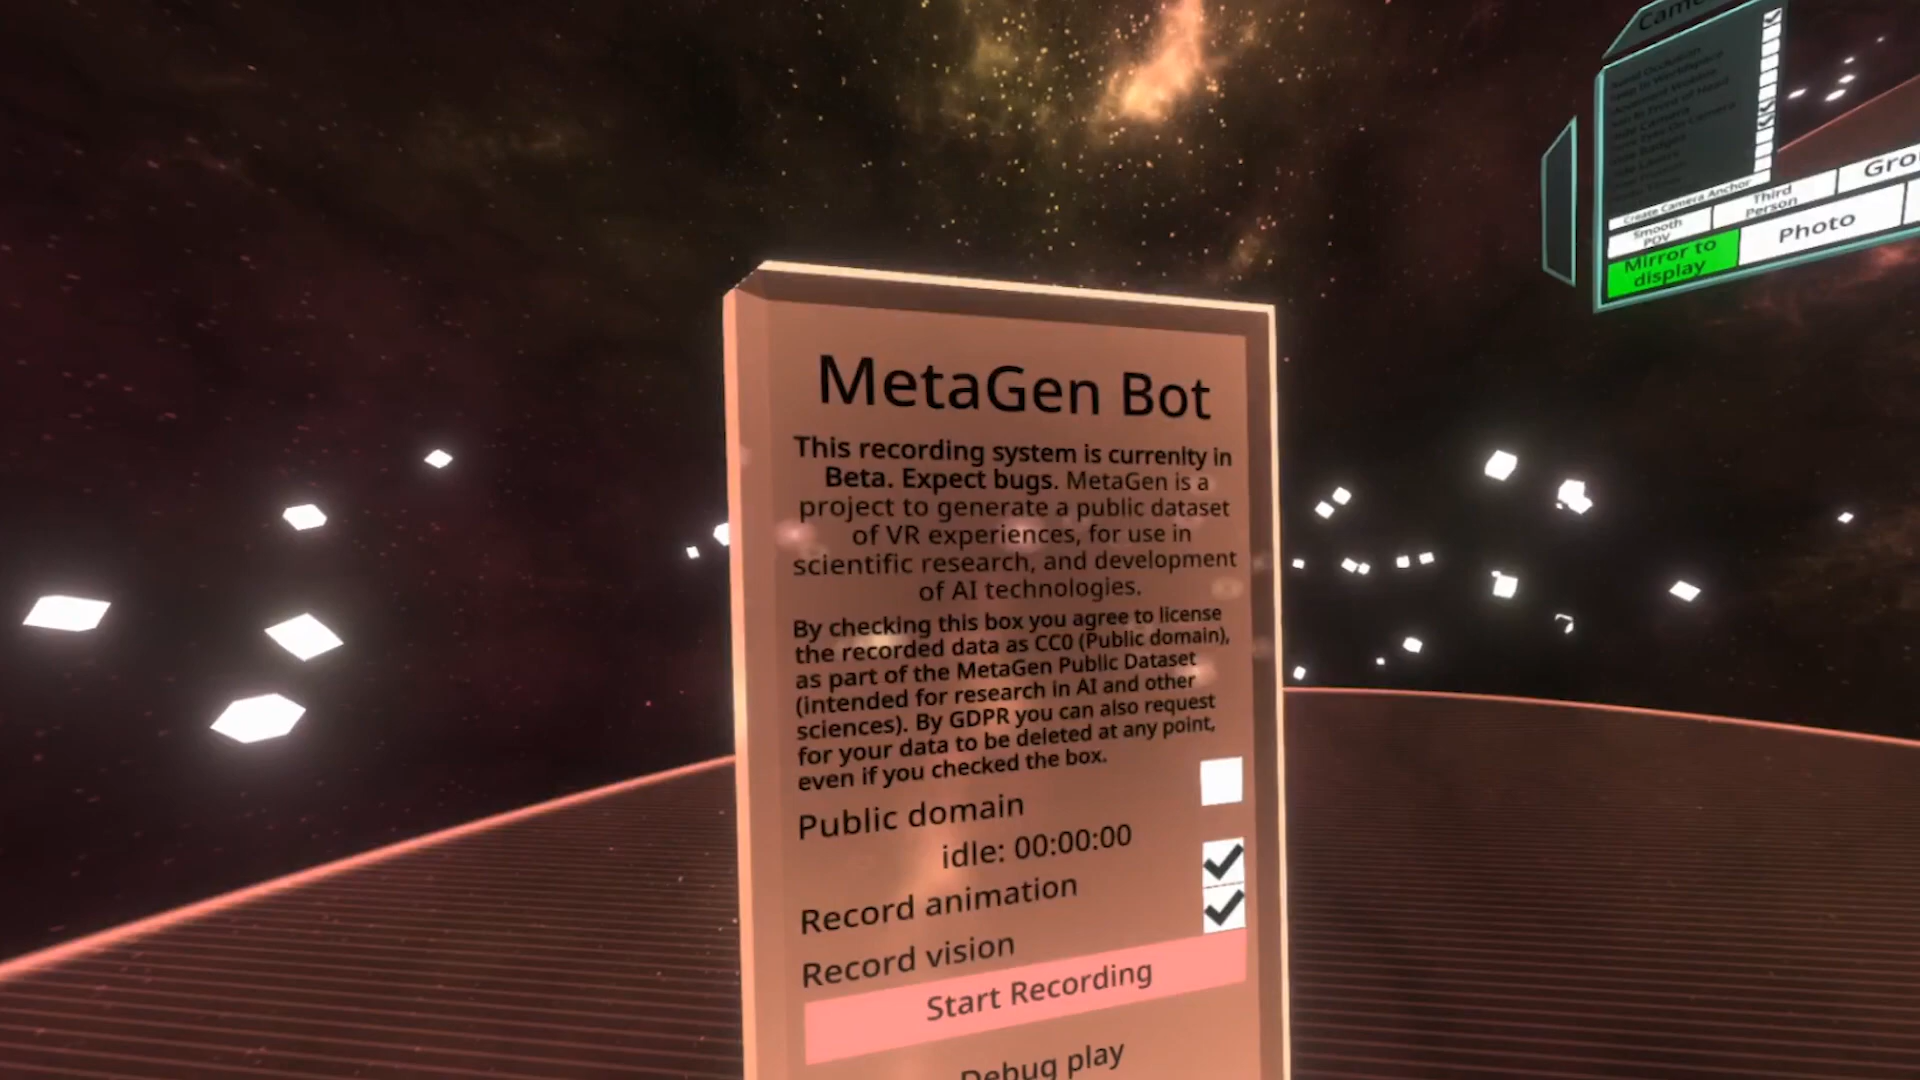 MetaGen Bot
This recording system is currenlty in
Beta. Expect bugs. MetaGen is a
project to generate a public dataset
of VR experiences, for use in
scientific research, and development
of AI technologies.
By checking this box you agree to license
the recorded data as CC0 (Public domain),
as part of the MetaGen Public Dataset
(intended for research in AI and other
sciences). By GDPR you can also request
for your data to be deleted at any point,
even if you checked the box.
Public domain
idle: 00:00:00
Record animation
Record vision
Start Recording
Debug play
Create Camera Anchor
Smooth
POV
Third
Person
Gro
Mirror to
display
Photo